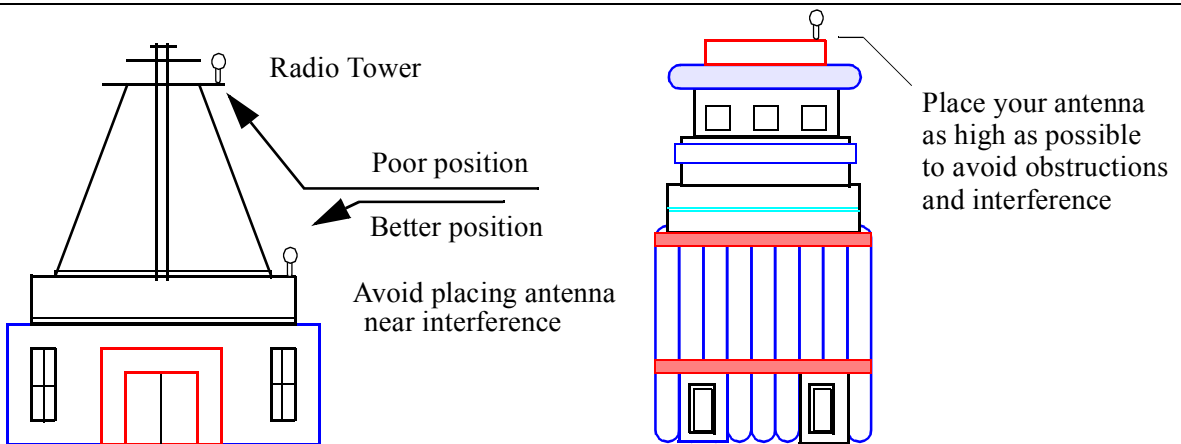 Radio Tower
Poor position
Better position
Avoid placing antenna
near interference
Place your antenna
as high as possible
to avoid obstructions
and interference